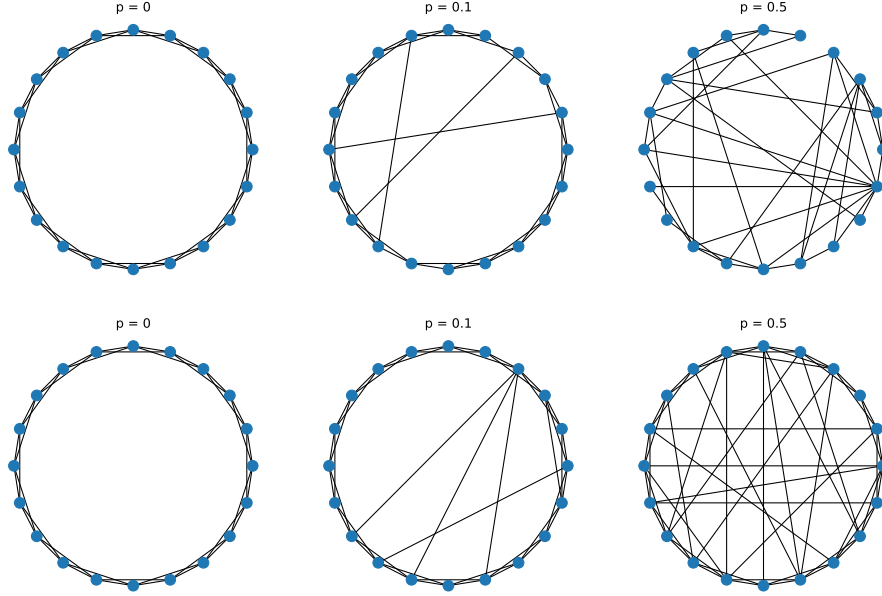 p = 0
p = 0.1
p = 0.5
p = 0
p = 0.1
p = 0.5